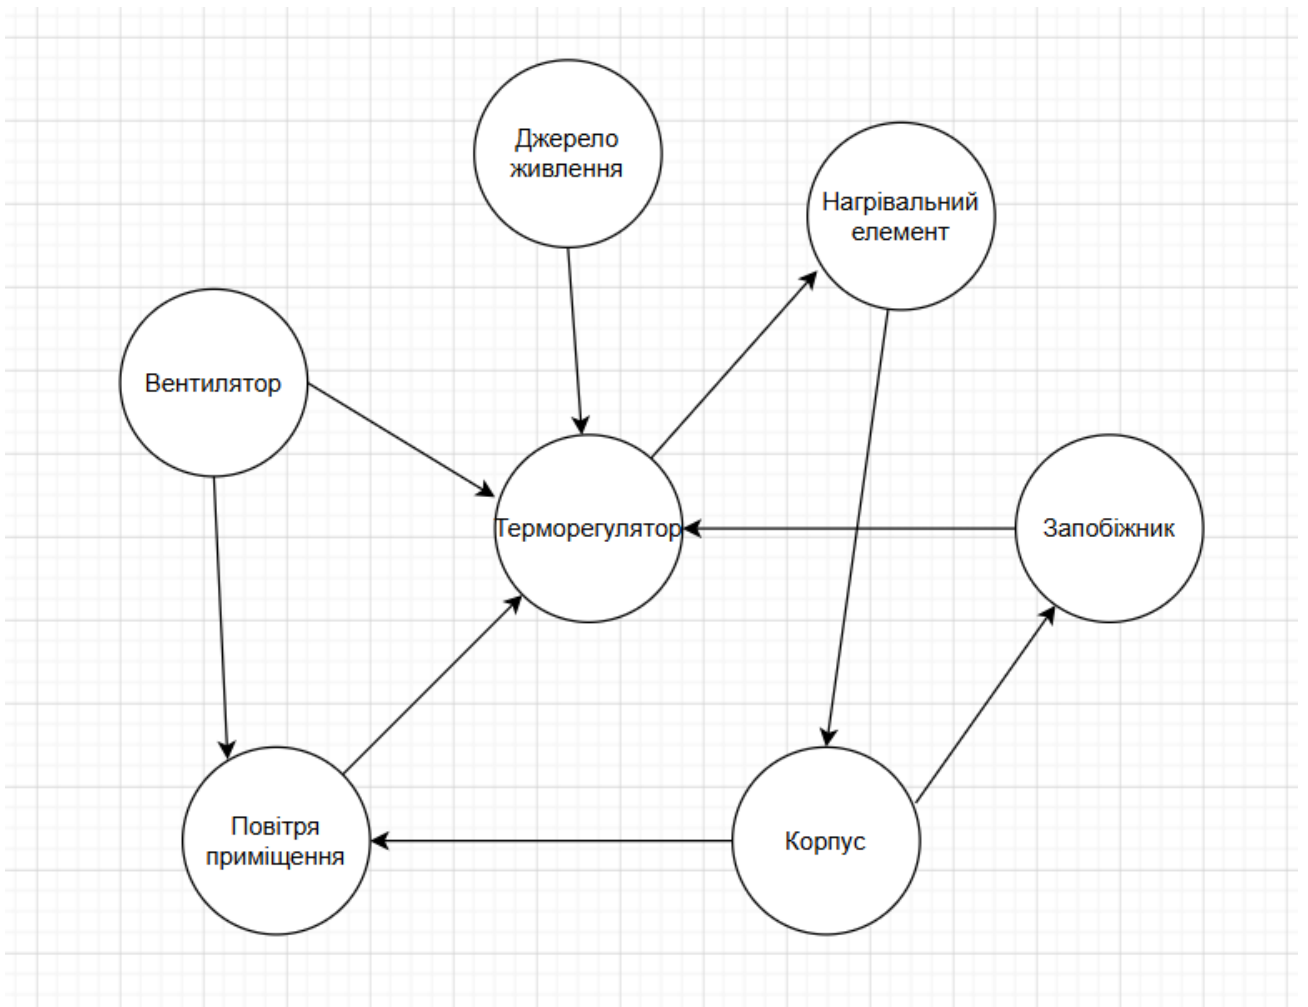 Джерело
живлення
Нагрівальний
елемент
Вентилятор
Терморегулятор
Запобіжник
Повітря
приміщення
Корпус